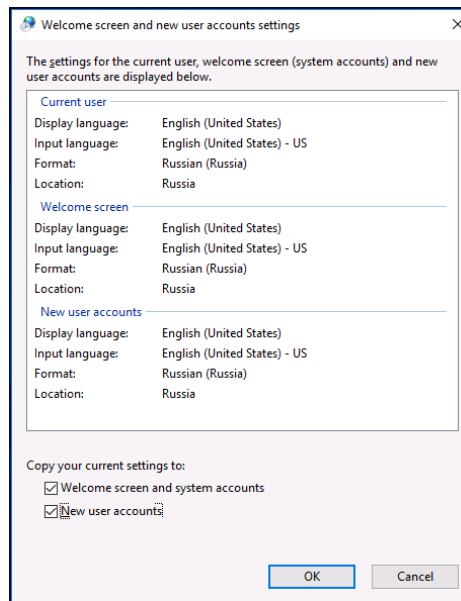 Welcome screen and new user accounts settings
The settings for the current user, welcome screen (system accounts) and new
user accounts are displayed below.
Current user
Display language: English (United States)
Input language: English (United States) - US
Format: Russian (Russia)
Location: Russia
Welcome screen
Display language: English (United States)
Input language: English (United States) - US
Format: Russian (Russia)
Location: Russia
New user accounts
Display language: English (United States)
Input language: English (United States) - US
Format: Russian (Russia)
Location: Russia
Copy your current settings to:
Welcome screen and system accounts
New user accounts
OK Cancel